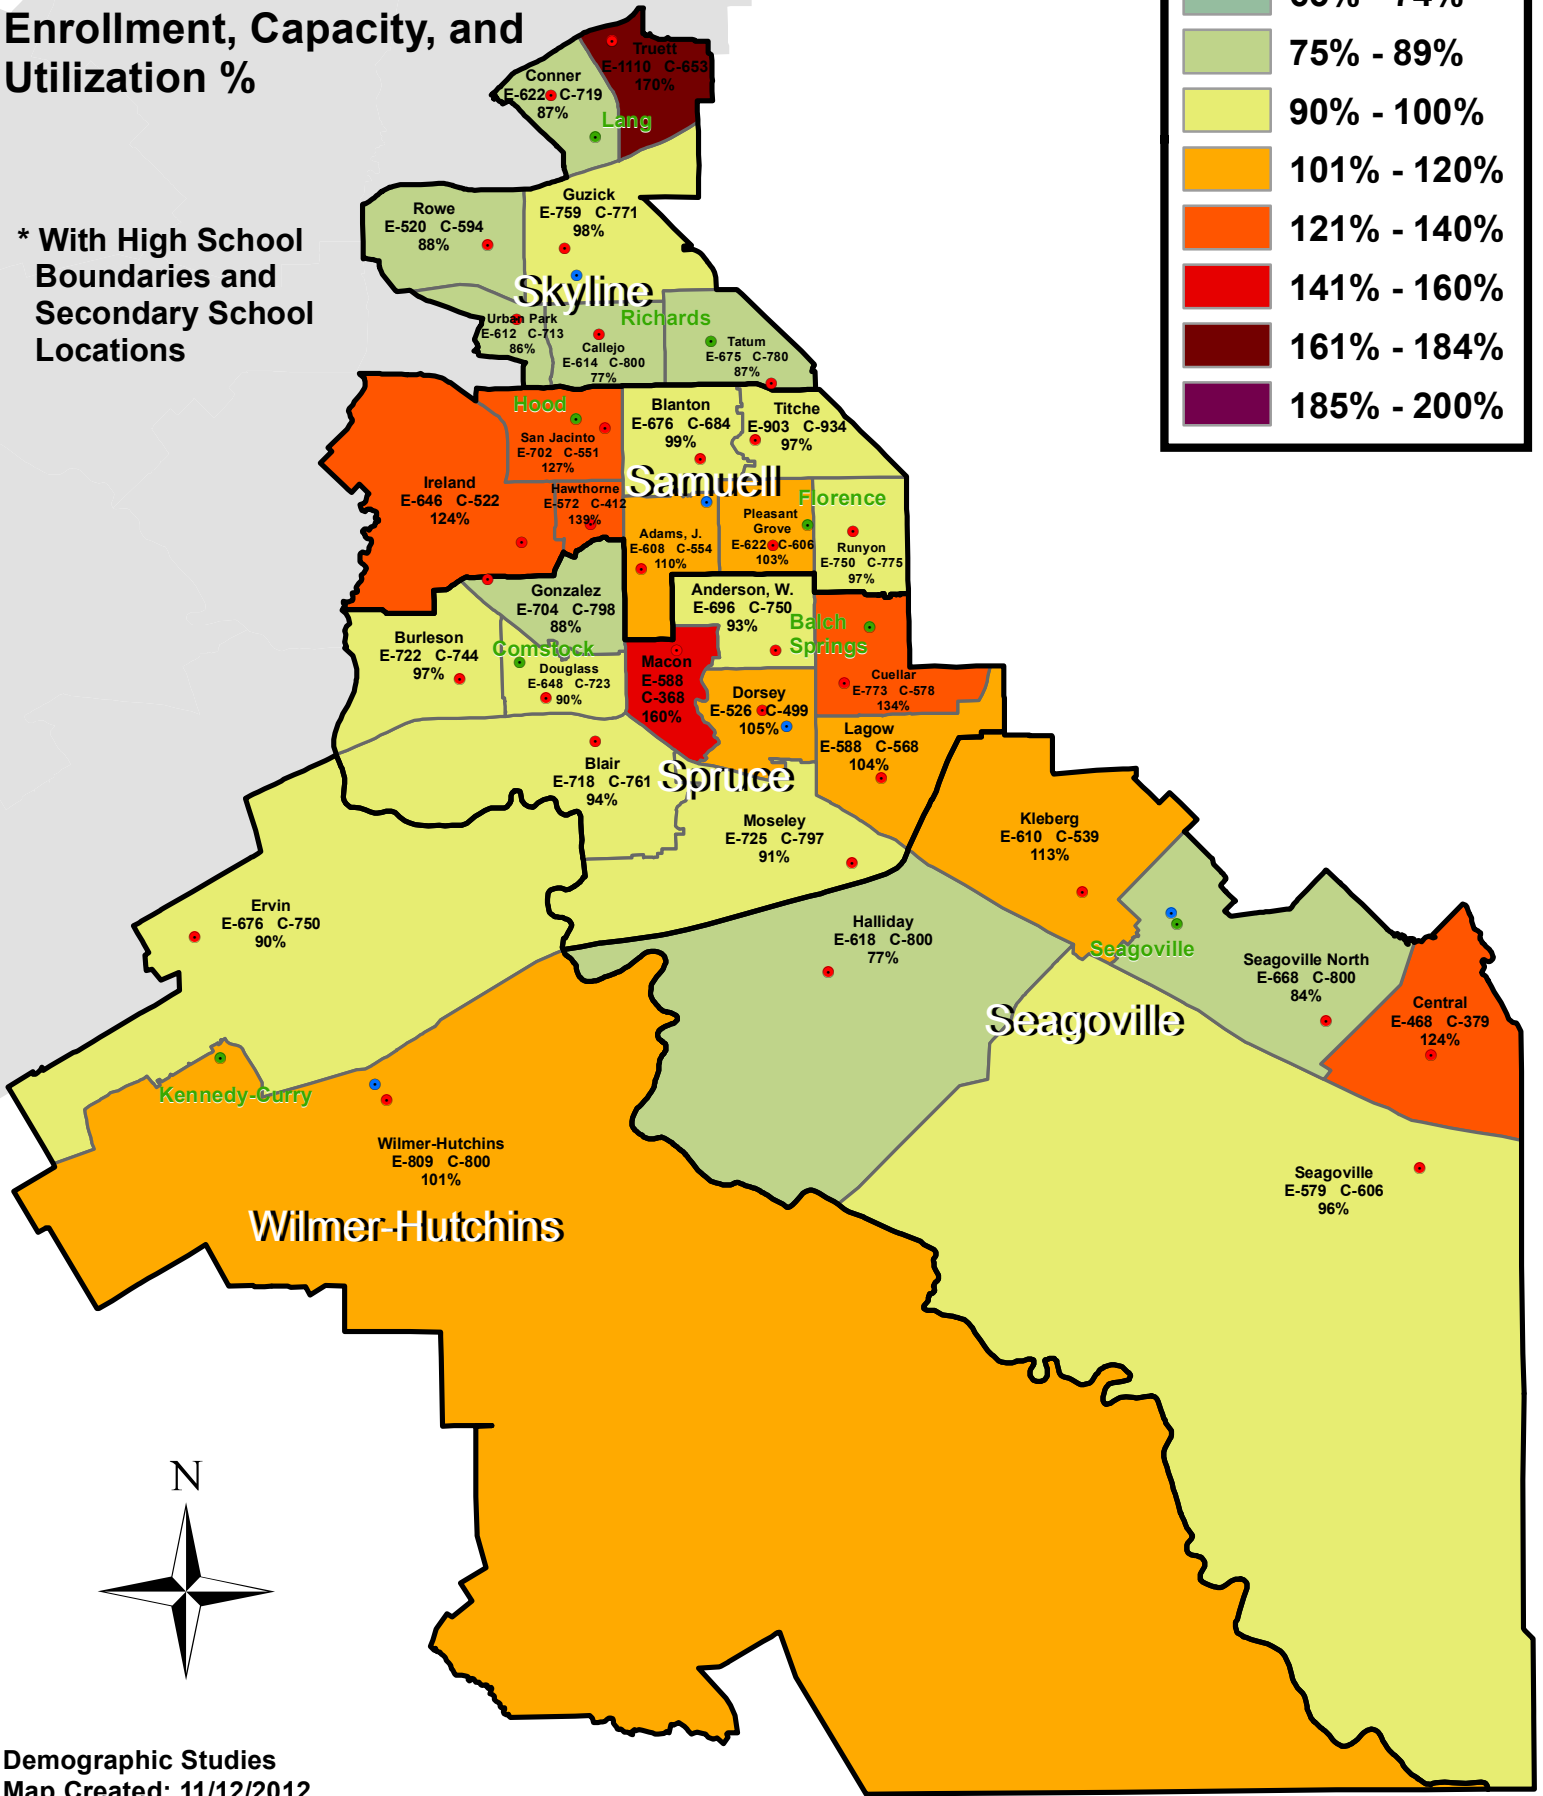 Enrollment, Capacity, and
Utilization %
* With High School
Boundaries and
Secondary School
Locations
75% - 89%
90% - 100%
101% - 120%
121% - 140%
141% - 160%
161% - 184%
185% - 200%
Truett
E-1110 C-653
170%
Conner
E-622 C-719
87%
Lang
Guzick
E-759 C-771
98%
Rowe
E-520 C-594
88%
Skyline
Urban Park
E-612 C-713
86%
Richards
Callejo
E-614 C-800
77%
Tatum
E-675 C-780
87%
Hood
San Jacinto
E-702 C-551
127%
Blanton
E-676 C-684
99%
Titche
E-903 C-934
97%
Samuell
Ireland
E-646 C-522
124%
Hawthorne
E-572 C-412
139%
Florence
Adams, J.
E-608 C-554
110%
Pleasant
Grove
E-622 C-606
103%
Runyon
E-750 C-775
97%
Gonzalez
E-704 C-798
88%
Anderson, W.
E-696 C-750
93%
Balch
Springs
Burleson
E-722 C-744
97%
Comstock
Douglass
E-648 C-723
90%
Macon
E-588
C-368
160%
Dorsey
E-526 C-499
105%
Cuellar
E-773 C-578
134%
Lagow
E-588 C-568
104%
Blair
E-718 C-761
94%
Spruce
Moseley
E-725 C-797
91%
Kleberg
E-610 C-539
113%
Ervin
E-676 C-750
90%
Halliday
E-618 C-800
77%
Seagoville
Seagoville North
E-668 C-800
84%
Central
E-468 C-379
124%
Seagoville
Kennedy-Curry
Wilmer-Hutchins
E-809 C-800
101%
Seagoville
E-579 C-606
96%
Wilmer-Hutchins
N
Demographic Studies
Map Created: 11/12/2012